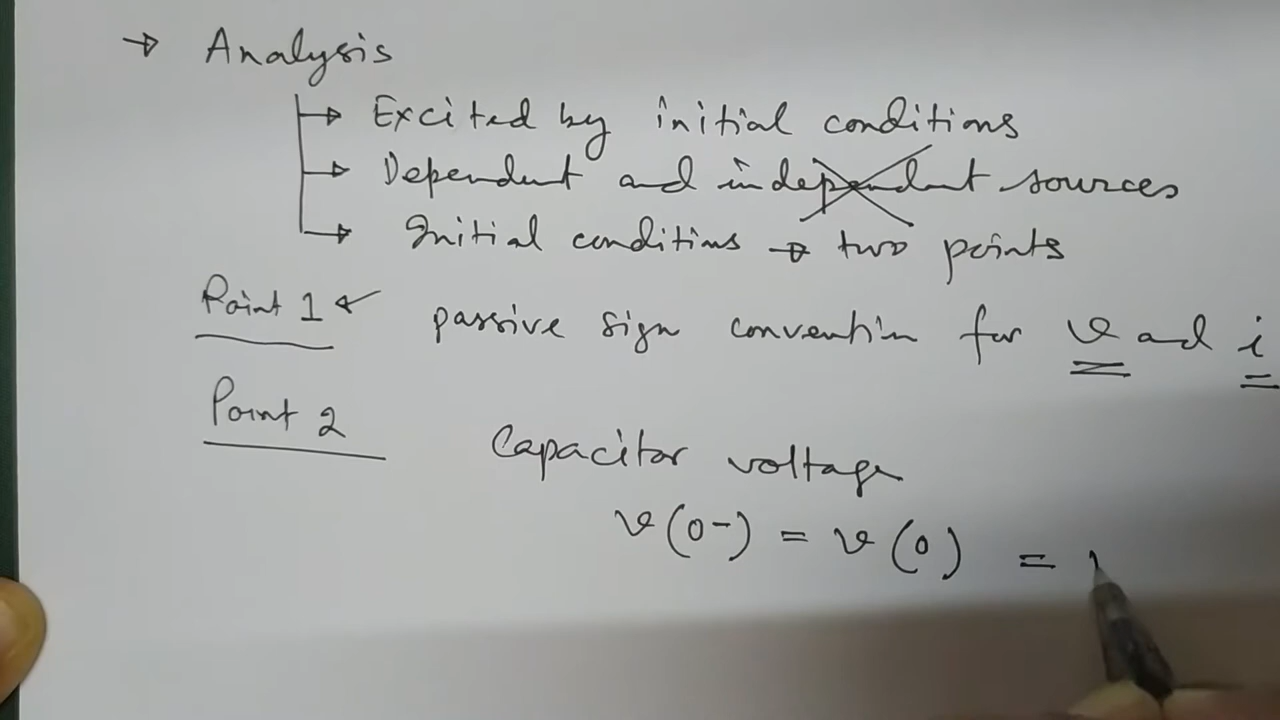 → Analysis
→ Excited by initial conditions
→ Dependent and independent sources
→ Initial conditions → two points
Point 1 ← passive sign convention for v and i
Point 2 Capacitor voltage
v(0-) = v(0) =